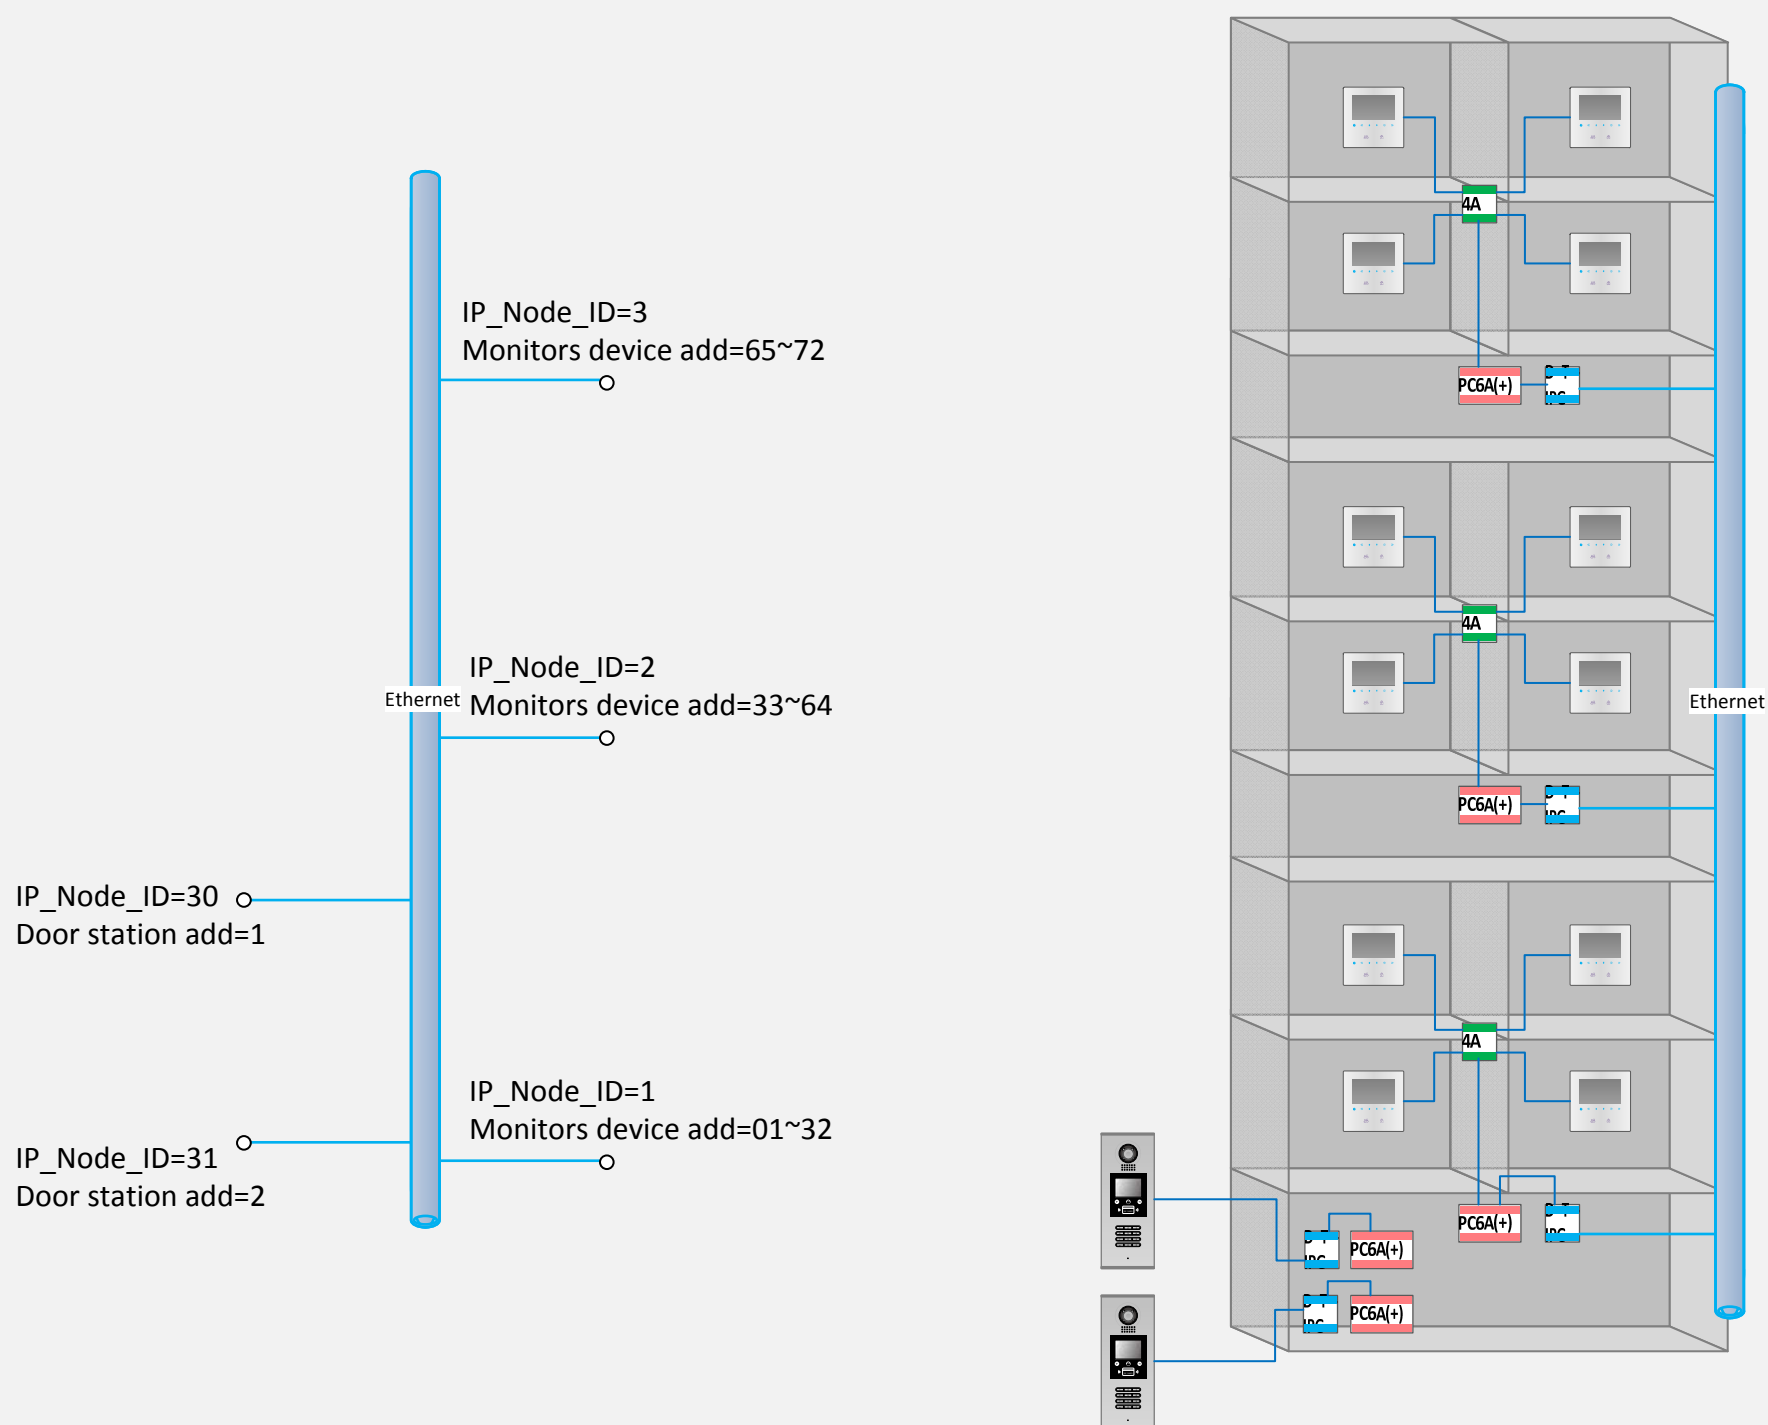 IP_Node_ID=3
Monitors device add=65~72
IP_Node_ID=2
Monitors device add=33~64
Ethernet
IP_Node_ID=30
Door station add=1
IP_Node_ID=1
Monitors device add=01~32
IP_Node_ID=31
Door station add=2
4A
PC6A(+)
4A
Ethernet
PC6A(+)
4A
PC6A(+)
PC6A(+)
PC6A(+)